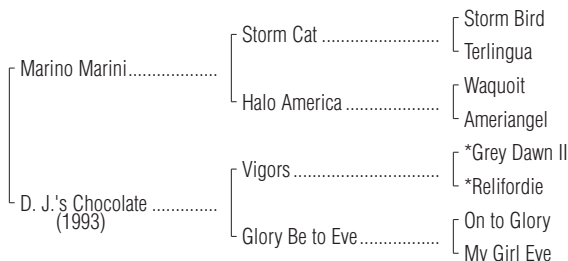 Storm Bird
Storm Cat ........................................
Terlingua
Marino Marini......................
Waquoit
Halo America ................................
Ameriangel
*Grey Dawn II
Vigors .................................................
*Relifordie
D. J.'s Chocolate ................
(1993)
On to Glory
Glory Be to Eve...........................
My Girl Eve